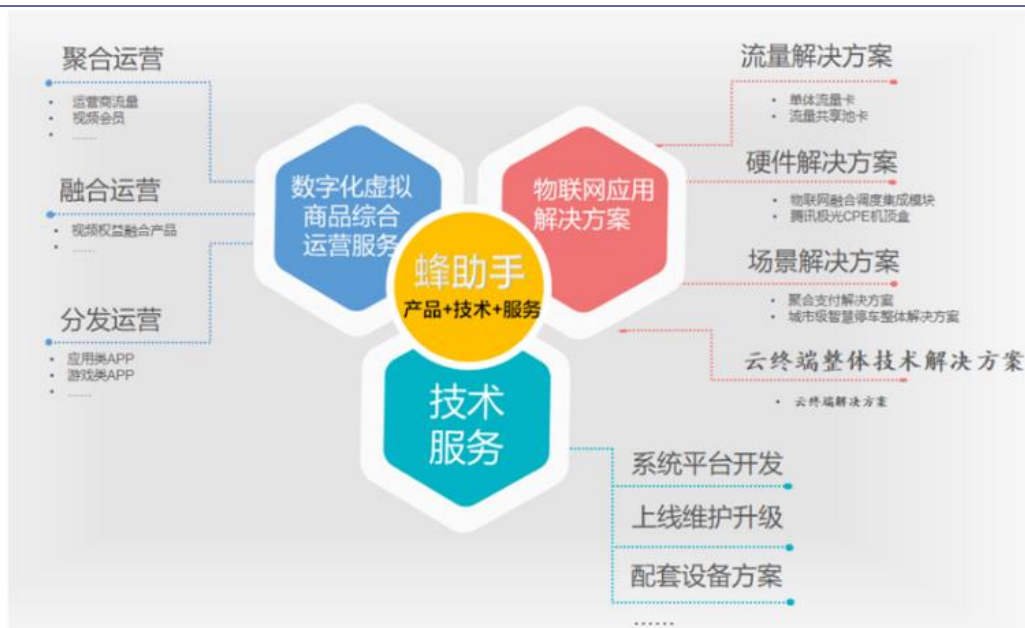 聚合运营
• 运营商流量
• 视频会员
• ……
融合运营
• 视频权益融合产品
• ……
分发运营
• 应用类APP
• 游戏类APP
• ……
数字化虚拟
商品综合
运营服务
物联网应用
解决方案
蜂助手
产品+技术+服务
技术
服务
流量解决方案
• 单体流量卡
• 流量共享池卡
硬件解决方案
• 物联网融合调度集成模块
• 腾讯极光CPE机顶盒
场景解决方案
• 聚合支付解决方案
• 城市级智慧停车整体解决方案
云终端整体技术解决方案
• 云终端解决方案
系统平台开发
上线维护升级
配套设备方案
……